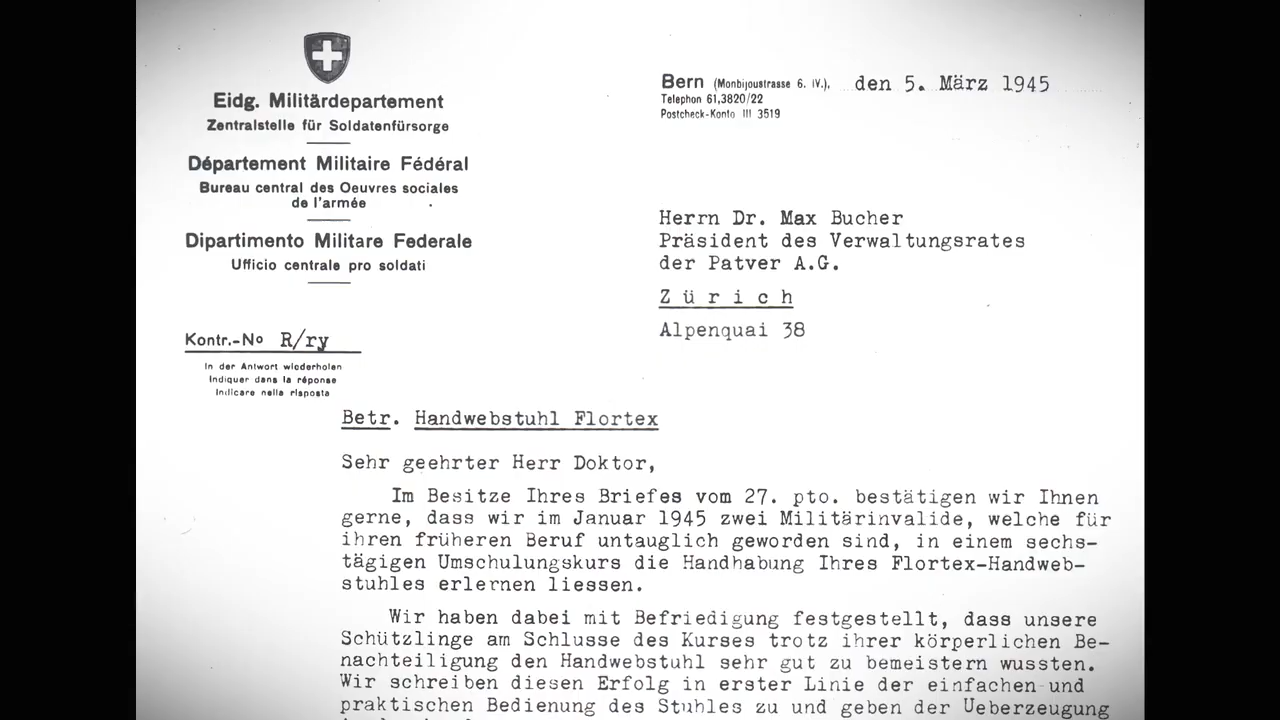 Eidg. Militärdepartement
Zentralstelle für Soldatenfürsorge
Département Militaire Fédéral
Bureau central des Oeuvres sociales
de l'armée
Dipartimento Militare Federale
Ufficio centrale pro soldati
Bern (Monbijoustrasse 6. IV.), den 5. März 1945
Telephon 61,3820/22
Postcheck-Konto III 3519
Herrn Dr. Max Bucher
Präsident des Verwaltungsrates
der Patver A.G.
Zürich
Alpenquai 38
Kontr.-No R/ry
In der Antwort wiederholen
Indiquer dans la réponse
Indicare nella risposta
Betr. Handwebstuhl Flortex
Sehr geehrter Herr Doktor,
Im Besitze Ihres Briefes vom 27. pto. bestätigen wir Ihnen
gerne, dass wir im Januar 1945 zwei Militärinvalide, welche für
ihren früheren Beruf untauglich geworden sind, in einem sechs-
tägigen Umschulungskurs die Handhabung Ihres Flortex-Handweb-
stuhles erlernen liessen.
Wir haben dabei mit Befriedigung festgestellt, dass unsere
Schützlinge am Schlusse des Kurses trotz ihrer körperlichen Be-
nachteiligung den Handwebstuhl sehr gut zu bemeistern wussten.
Wir schreiben diesen Erfolg in erster Linie der einfachen und
praktischen Bedienung des Stuhles zu und geben der Ueberzeugung